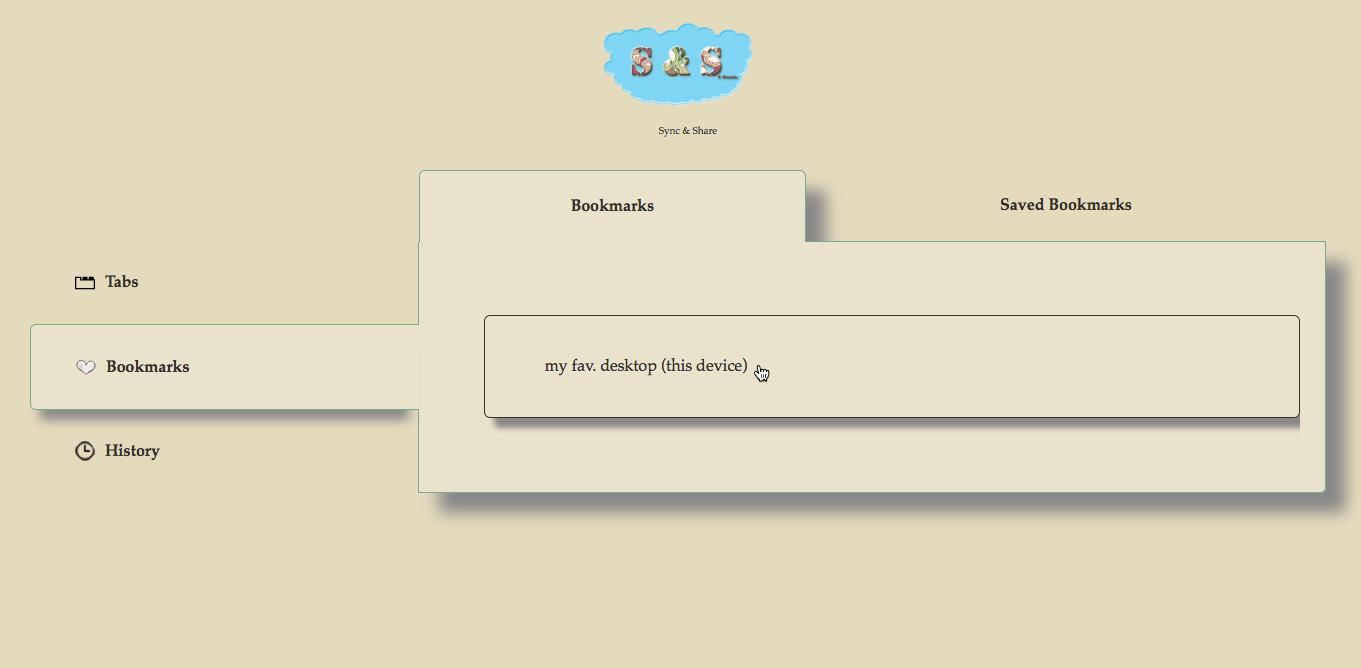 S & S
Sync & Share
Bookmarks
Saved Bookmarks
Tabs
Bookmarks
History
my fav. desktop (this device)